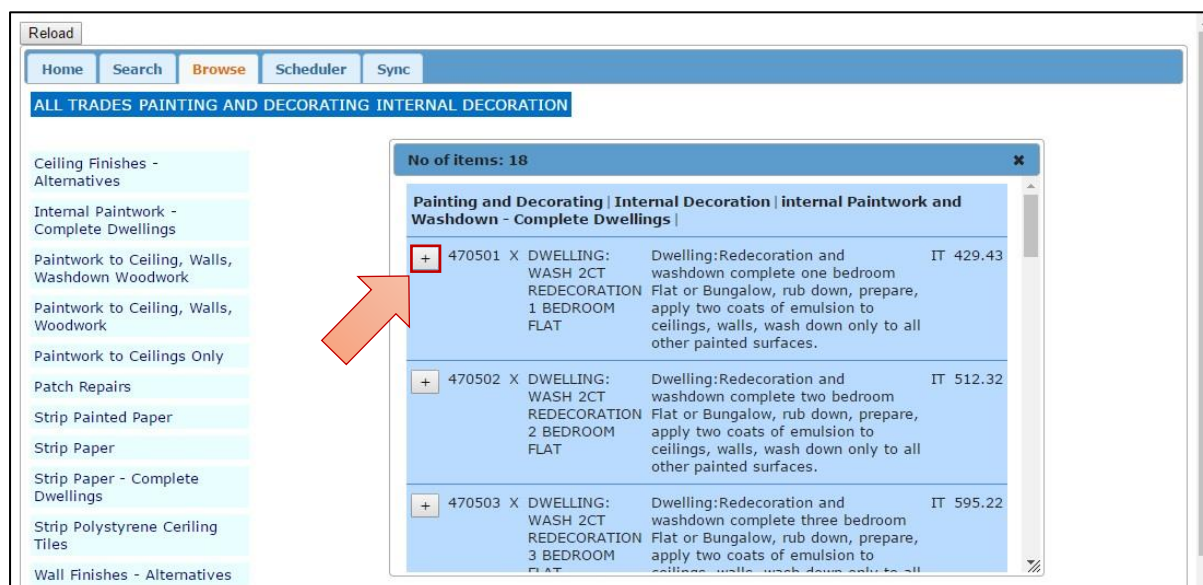 Reload
Home Search Browse Scheduler Sync
ALL TRADES PAINTING AND DECORATING INTERNAL DECORATION
Ceiling Finishes -
Alternatives
Internal Paintwork -
Complete Dwellings
Paintwork to Ceiling, Walls,
Washdown Woodwork
Paintwork to Ceiling, Walls,
Woodwork
Paintwork to Ceilings Only
Patch Repairs
Strip Painted Paper
Strip Paper
Strip Paper - Complete
Dwellings
Strip Polystyrene Ceriling
Tiles
Wall Finishes - Alternatives
No of items: 18 ✖
Painting and Decorating | Internal Decoration | internal Paintwork and
Washdown - Complete Dwellings |
+ 470501 X DWELLING: Dwelling:Redecoration and IT 429.43
WASH 2CT washdown complete one bedroom
REDECORATION Flat or Bungalow, rub down, prepare,
1 BEDROOM apply two coats of emulsion to
FLAT ceilings, walls, wash down only to all
other painted surfaces.
+ 470502 X DWELLING: Dwelling:Redecoration and IT 512.32
WASH 2CT washdown complete two bedroom
REDECORATION Flat or Bungalow, rub down, prepare,
2 BEDROOM apply two coats of emulsion to
FLAT ceilings, walls, wash down only to all
other painted surfaces.
+ 470503 X DWELLING: Dwelling:Redecoration and IT 595.22
WASH 2CT washdown complete three bedroom
REDECORATION Flat or Bungalow, rub down, prepare,
3 BEDROOM apply two coats of emulsion to
FLAT ceilings, walls, wash down only to all